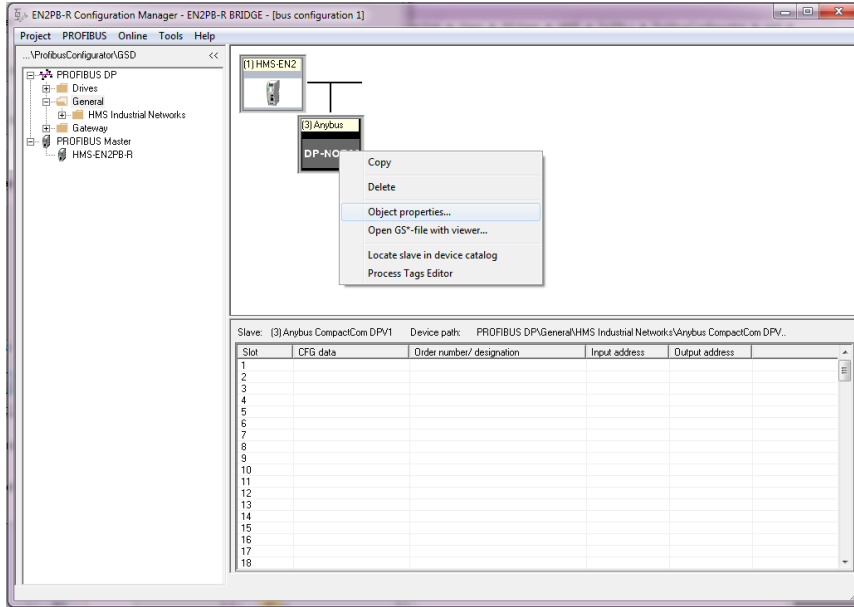 EN2PB-R Configuration Manager - EN2PB-R BRIDGE - [bus configuration 1]
Project PROFIBUS Online Tools Help
...\ProfibusConfigurator\GSD <<
PROFIBUS DP
Drives
General
HMS Industrial Networks
Gateway
PROFIBUS Master
HMS-EN2PB-R
(1) HMS-EN2
(3) Anybus
DP-NO
Copy
Delete
Object properties...
Open GS*-file with viewer...
Locate slave in device catalog
Process Tags Editor
Slave: (3) Anybus CompactCom DPV1 Device path: PROFIBUS DP\General\HMS Industrial Networks\Anybus CompactCom DPV..
Slot CFG data Order number/ designation Input address Output address
1
2
3
4
5
6
7
8
9
10
11
12
13
14
15
16
17
18